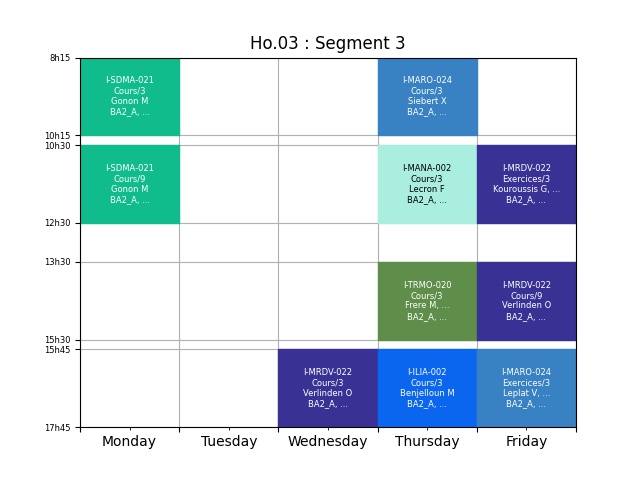 Ho.03 : Segment 3
8h15
I-SDMA-021
Cours/3
Gonon M
BA2_A, ...
I-MARO-024
Cours/3
Siebert X
BA2_A, ...
10h15
10h30
I-SDMA-021
Cours/9
Gonon M
BA2_A, ...
I-MANA-002
Cours/3
Lecron F
BA2_A, ...
I-MRDV-022
Exercices/3
Kouroussis G, ...
BA2_A, ...
12h30
13h30
I-TRMO-020
Cours/3
Frere M, ...
BA2_A, ...
I-MRDV-022
Cours/9
Verlinden O
BA2_A, ...
15h30
15h45
I-MRDV-022
Cours/3
Verlinden O
BA2_A, ...
I-ILIA-002
Cours/3
Benjelloun M
BA2_A, ...
I-MARO-024
Exercices/3
Leplat V, ...
BA2_A, ...
17h45
Monday
Tuesday
Wednesday
Thursday
Friday